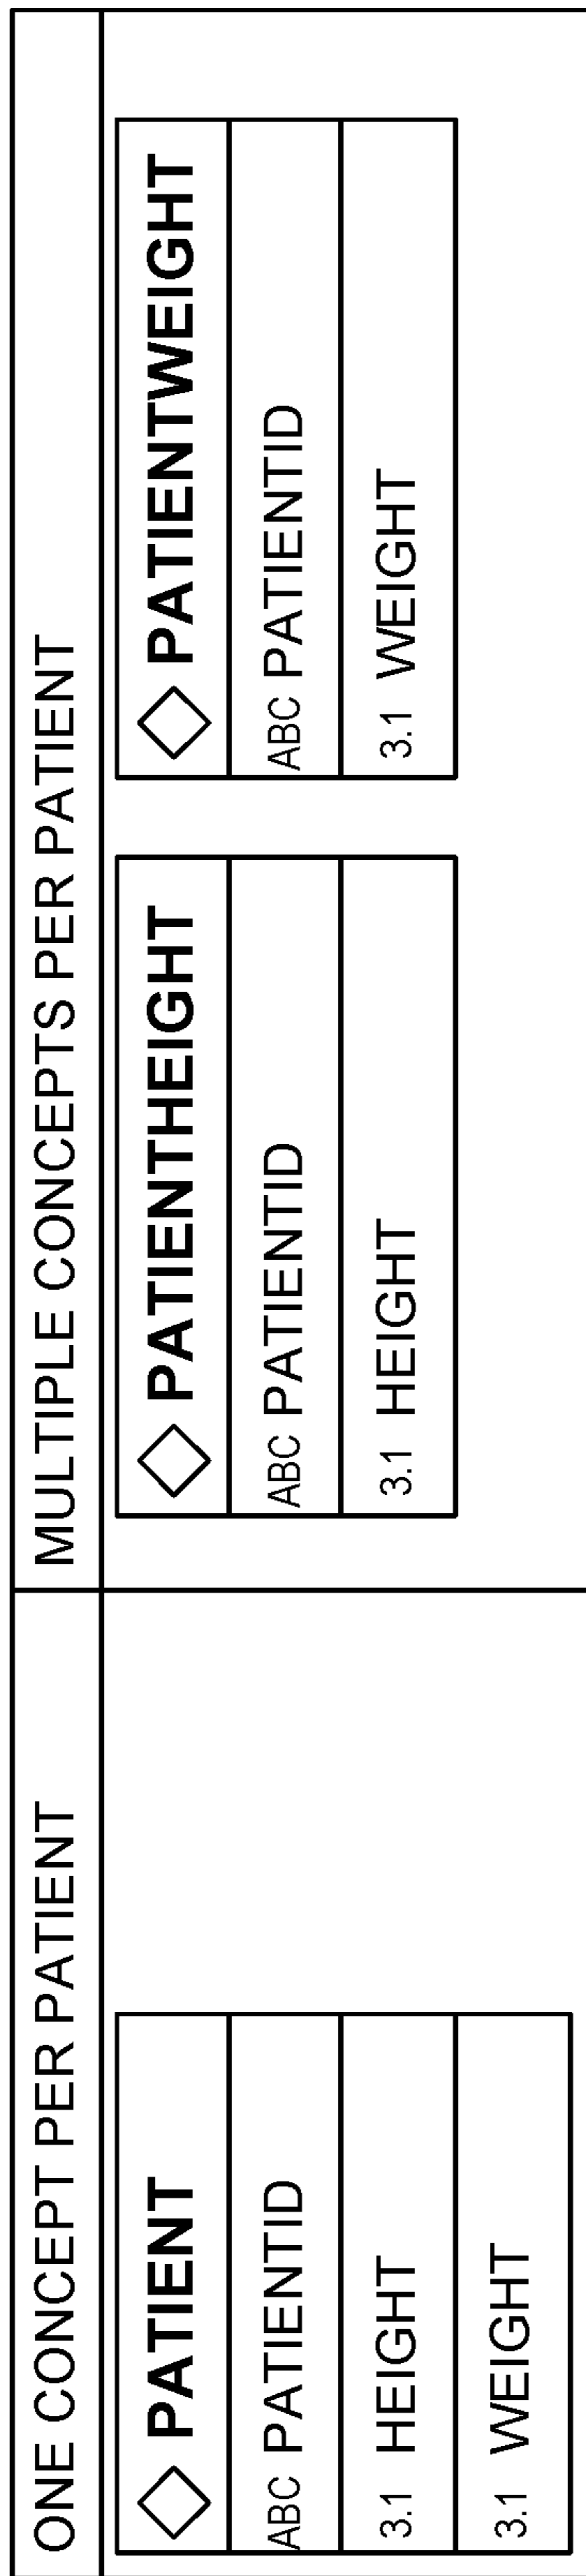 ONE CONCEPT PER PATIENT
PATIENT
ABC PATIENTID
3.1 HEIGHT
3.1 WEIGHT
MULTIPLE CONCEPTS PER PATIENT
PATIENTHEIGHT
ABC PATIENTID
3.1 HEIGHT
PATIENTWEIGHT
ABC PATIENTID
3.1 WEIGHT